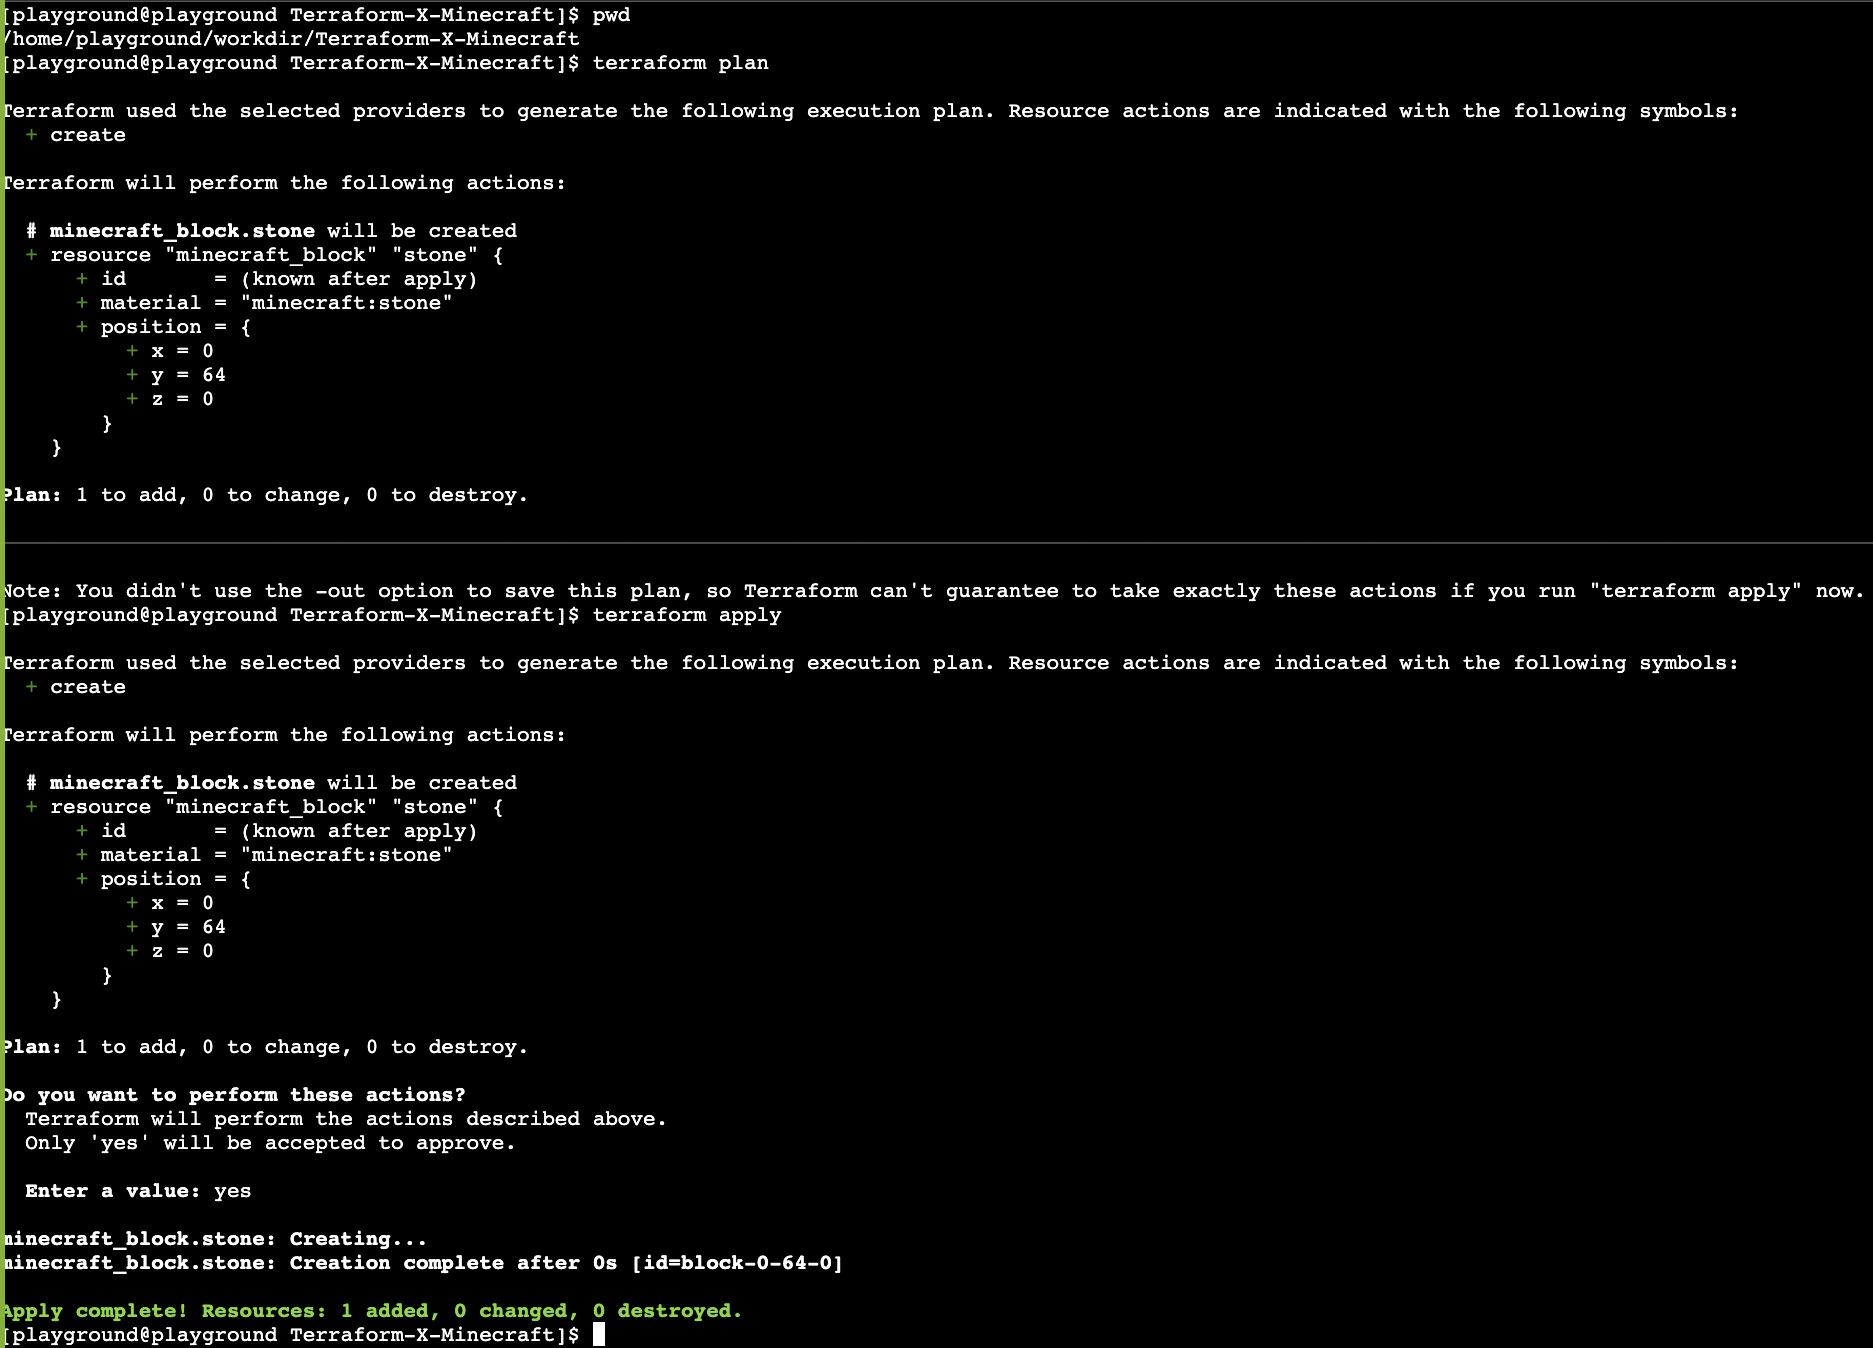 [playground@playground Terraform-X-Minecraft]$ pwd
/home/playground/workdir/Terraform-X-Minecraft
[playground@playground Terraform-X-Minecraft]$ terraform plan
Terraform used the selected providers to generate the following execution plan. Resource actions are indicated with the following symbols:
+ create
Terraform will perform the following actions:
# minecraft_block.stone will be created
+ resource "minecraft_block" "stone" {
+ id       = (known after apply)
+ material = "minecraft:stone"
+ position = {
+ x = 0
+ y = 64
+ z = 0
}
}
Plan: 1 to add, 0 to change, 0 to destroy.
Note: You didn't use the -out option to save this plan, so Terraform can't guarantee to take exactly these actions if you run "terraform apply" now.
[playground@playground Terraform-X-Minecraft]$ terraform apply
Terraform used the selected providers to generate the following execution plan. Resource actions are indicated with the following symbols:
+ create
Terraform will perform the following actions:
# minecraft_block.stone will be created
+ resource "minecraft_block" "stone" {
+ id       = (known after apply)
+ material = "minecraft:stone"
+ position = {
+ x = 0
+ y = 64
+ z = 0
}
}
Plan: 1 to add, 0 to change, 0 to destroy.
Do you want to perform these actions?
Terraform will perform the actions described above.
Only 'yes' will be accepted to approve.
Enter a value: yes
minecraft_block.stone: Creating...
minecraft_block.stone: Creation complete after 0s [id=block-0-64-0]
Apply complete! Resources: 1 added, 0 changed, 0 destroyed.
[playground@playground Terraform-X-Minecraft]$